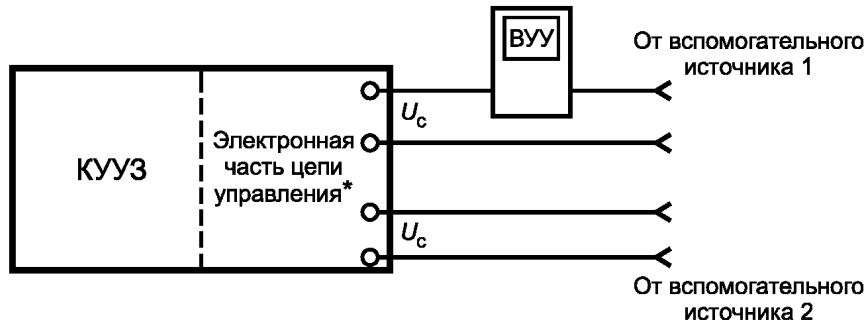 ВУУ
От вспомогательного
источника 1
U c
Электронная
часть цепи
управления*
КУУЗ
U c
От вспомогательного
источника 2